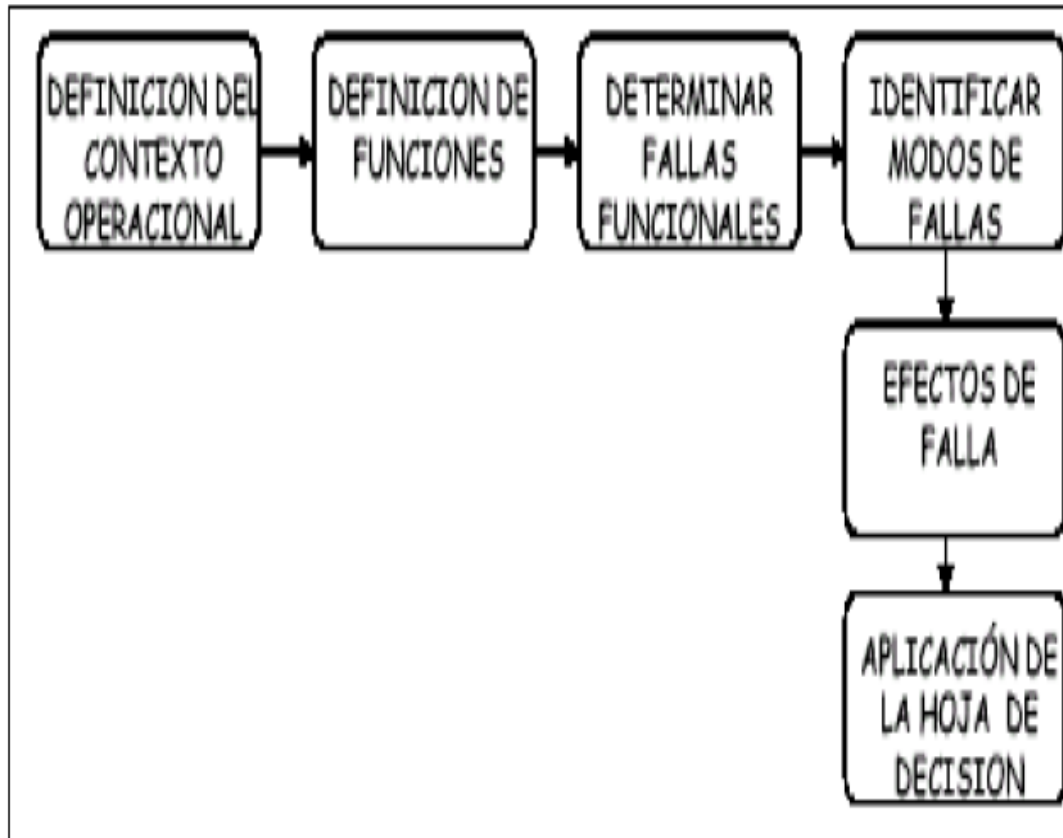 DEFINICION DEL
CONTEXTO
OPERACIONAL
DEFINICION DE
FUNCIONES
DETERMINAR
FALLAS
FUNCIONALES
IDENTIFICAR
MODOS DE
FALLAS
EFECTOS DE
FALLA
APLICACIÓN DE
LA HOJA DE
DECISION